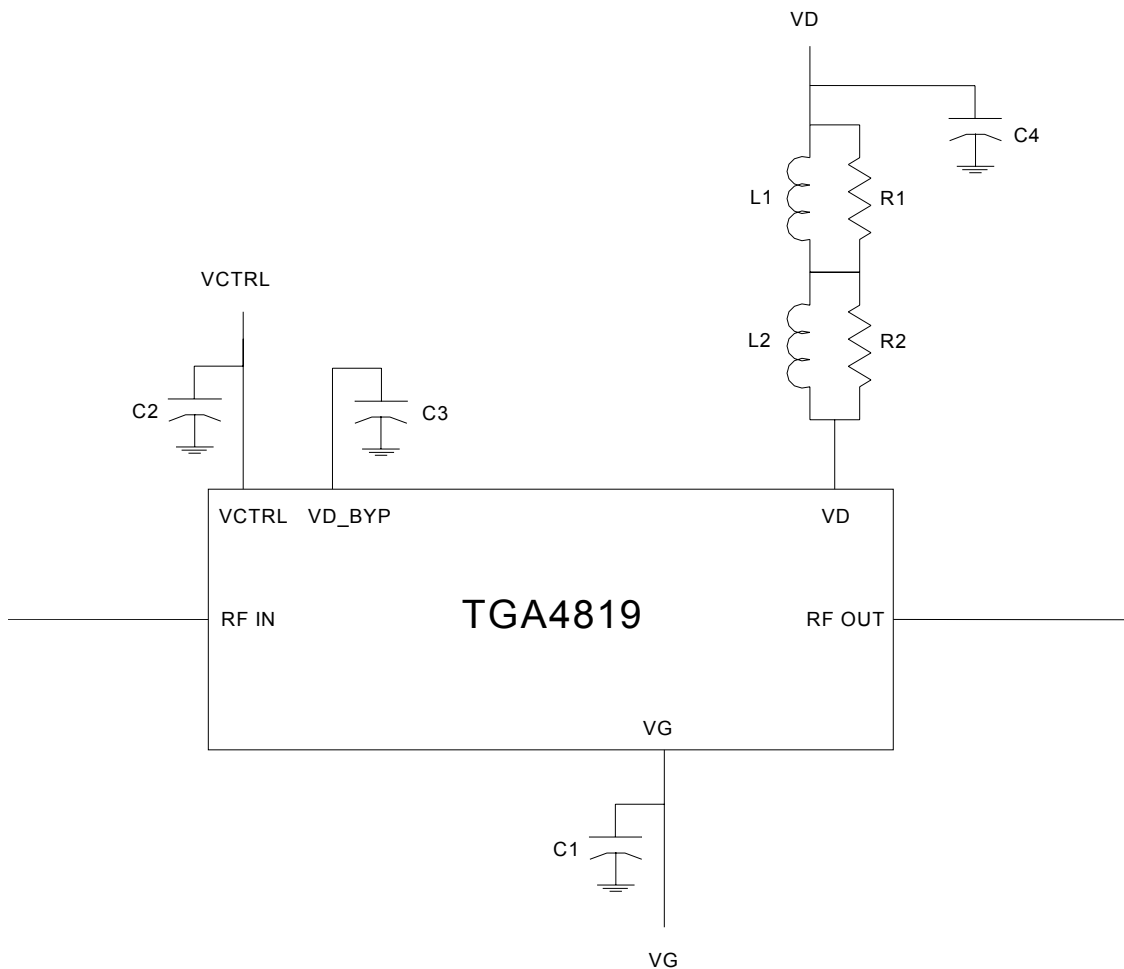 VD
C4
L1
R1
VCTRL
L2
R2
C2
C3
VCTRL
VD_BYP
VD
RF IN
TGA4819
RF OUT
VG
C1
VG